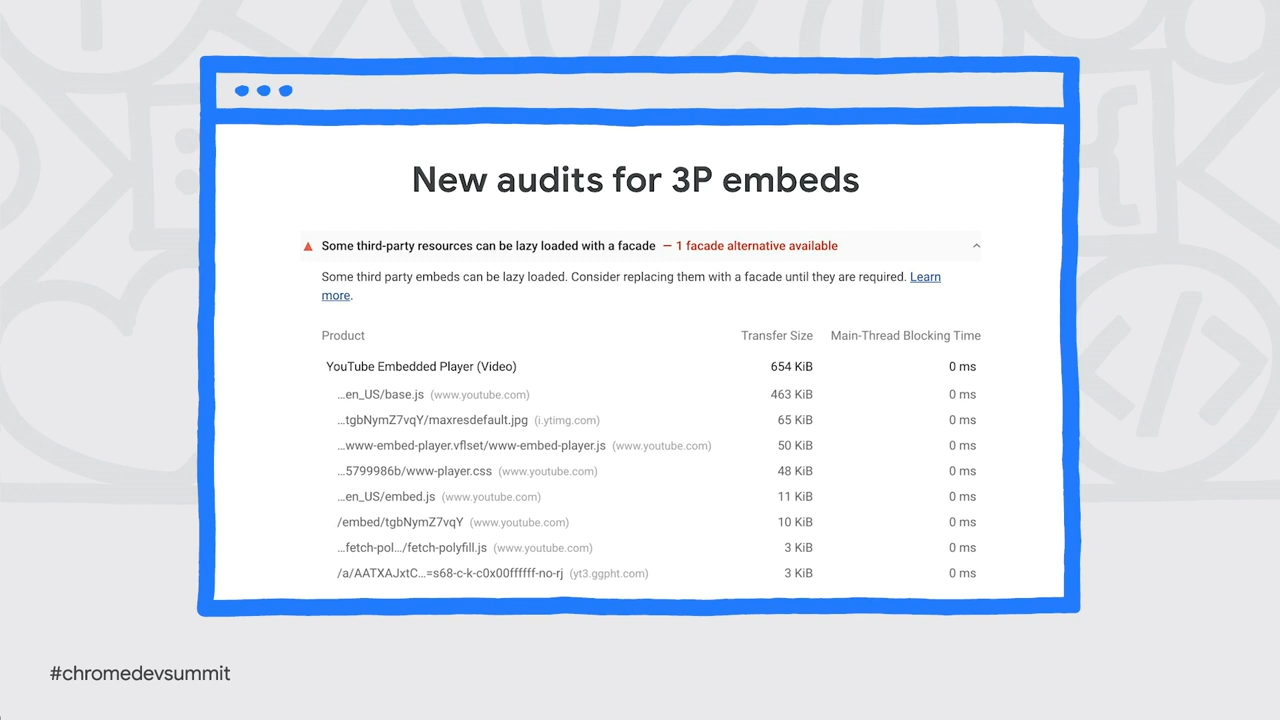 New audits for 3P embeds
Some third-party resources can be lazy loaded with a facade — 1 facade alternative available
Some third party embeds can be lazy loaded. Consider replacing them with a facade until they are required. Learn
more.
Product Transfer Size Main-Thread Blocking Time
YouTube Embedded Player (Video) 654 KiB 0 ms
…en_US/base.js (www.youtube.com) 463 KiB 0 ms
…tgbNymZ7vqY/maxresdefault.jpg (i.ytimg.com) 65 KiB 0 ms
…www-embed-player.vflset/www-embed-player.js (www.youtube.com) 50 KiB 0 ms
…5799986b/www-player.css (www.youtube.com) 48 KiB 0 ms
…en_US/embed.js (www.youtube.com) 11 KiB 0 ms
/embed/tgbNymZ7vqY (www.youtube.com) 10 KiB 0 ms
…fetch-pol…/fetch-polyfill.js (www.youtube.com) 3 KiB 0 ms
/a/AATXAJxtC…=s68-c-k-c0x00ffffff-no-rj (yt3.ggpht.com) 3 KiB 0 ms
#chromedevsummit